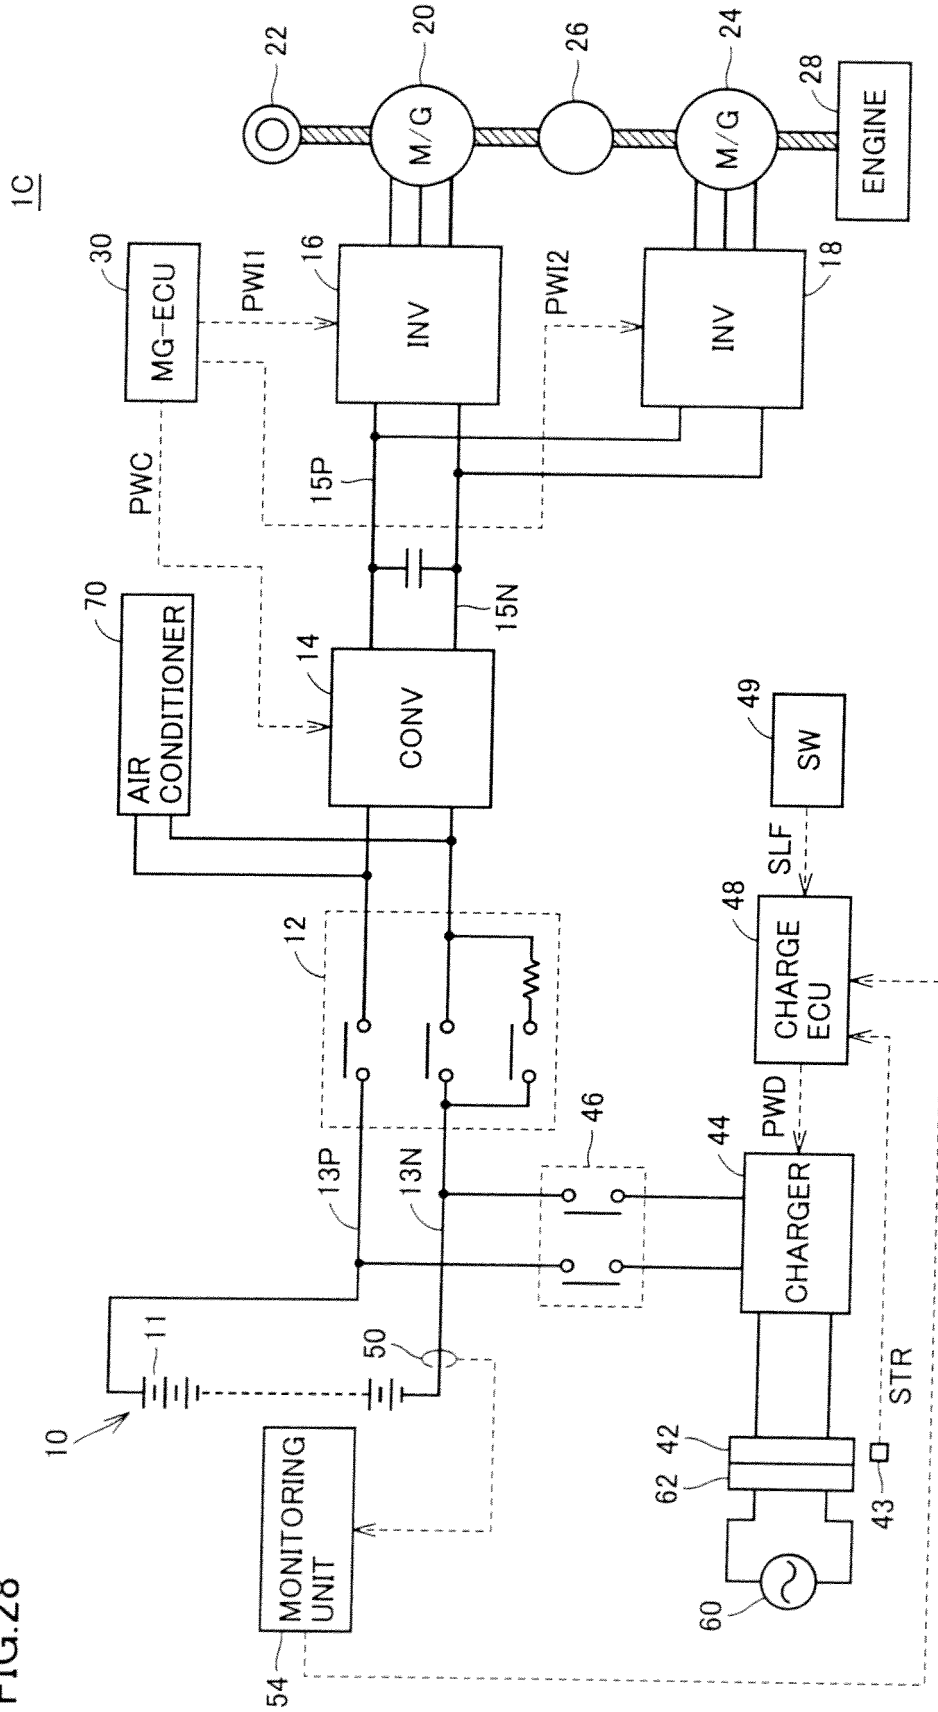 FIG.28
1C
10
11
13P
13N
12
70
AIR
CONDITIONER
14
CONV
PWC
30
MG-ECU
PWI1
PWI2
15P
15N
16
INV
18
INV
22
20
M/G
26
24
M/G
28
ENGINE
54
MONITORING
UNIT
50
46
60
62
42
43
STR
44
CHARGER
PWD
48
CHARGE
ECU
SLF
49
SW